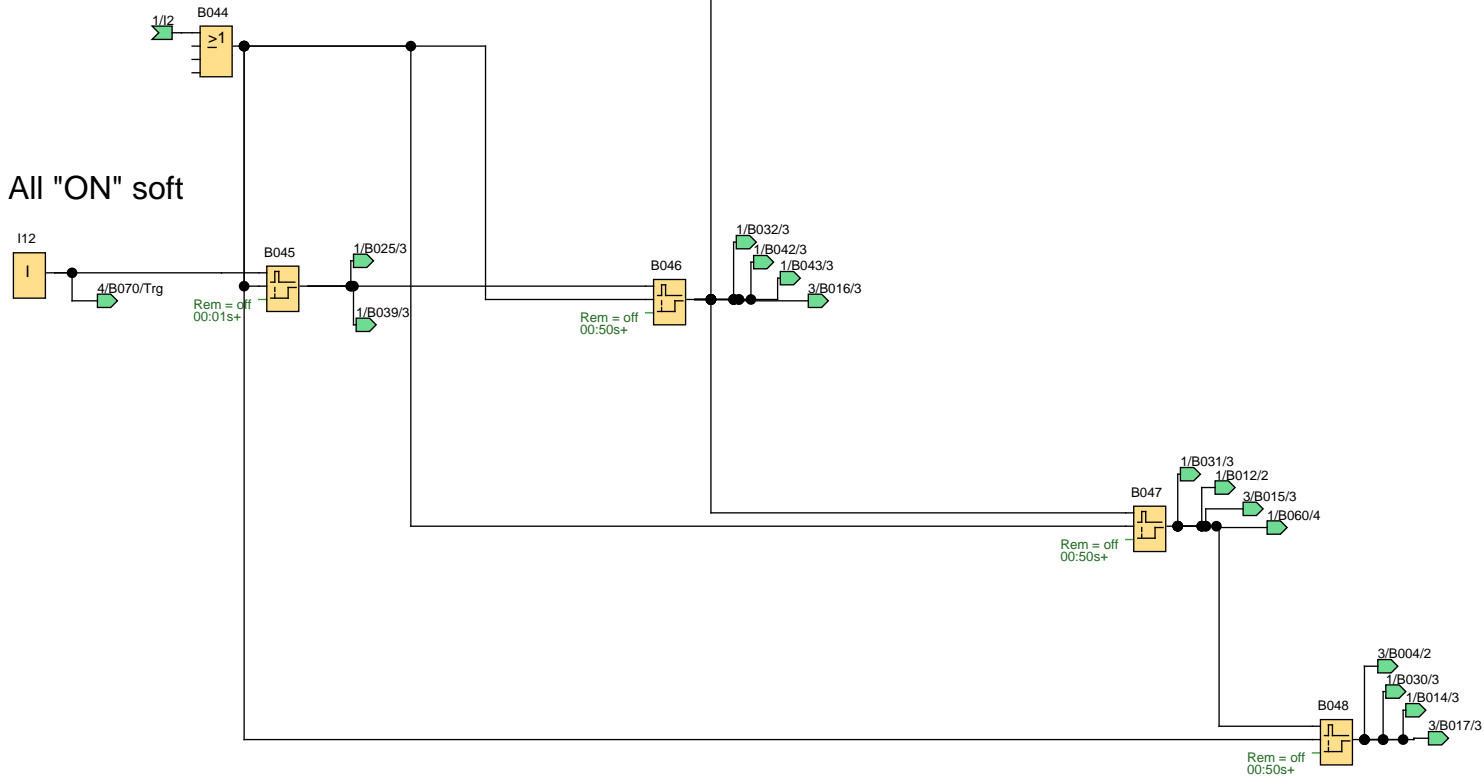 1/I2
B044
≥1
All "ON" soft
I12
I
4/B070/Trg
B045
Rem = off
00:01s+
1/B025/3
1/B039/3
B046
Rem = off
00:50s+
1/B032/3
1/B042/3
1/B043/3
3/B016/3
B047
Rem = off
00:50s+
1/B031/3
1/B012/2
3/B015/3
1/B060/4
B048
Rem = off
00:50s+
3/B004/2
1/B030/3
1/B014/3
3/B017/3